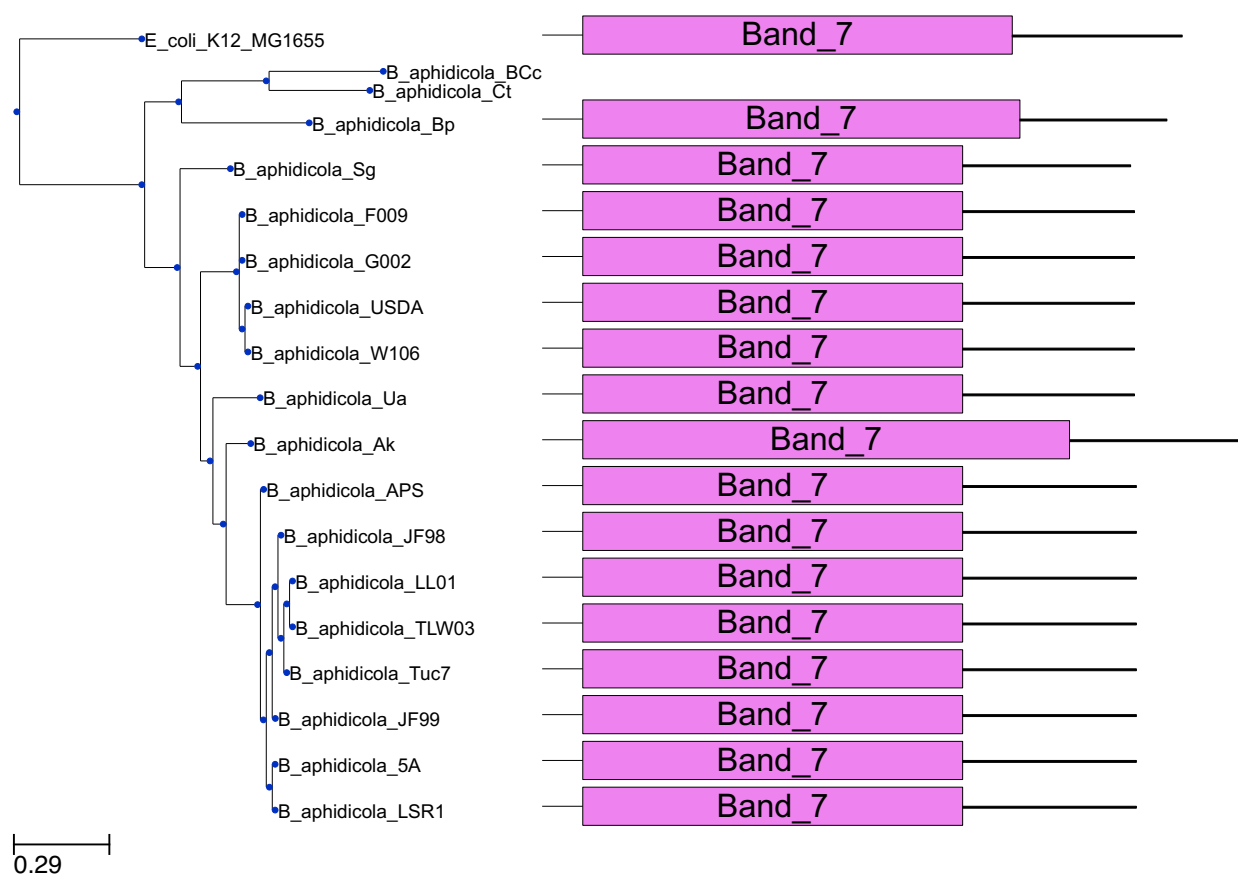 E_coli_K12_MG1655 Band_7
B_aphidicola_BCc
B_aphidicola_Ct
B_aphidicola_Bp Band_7
B_aphidicola_Sg Band_7
B_aphidicola_F009 Band_7
B_aphidicola_G002 Band_7
B_aphidicola_USDA Band_7
B_aphidicola_W106 Band_7
B_aphidicola_Ua Band_7
B_aphidicola_Ak Band_7
B_aphidicola_APS Band_7
B_aphidicola_JF98 Band_7
B_aphidicola_LL01 Band_7
B_aphidicola_TLW03 Band_7
B_aphidicola_Tuc7 Band_7
B_aphidicola_JF99 Band_7
B_aphidicola_5A Band_7
B_aphidicola_LSR1 Band_7
0.29